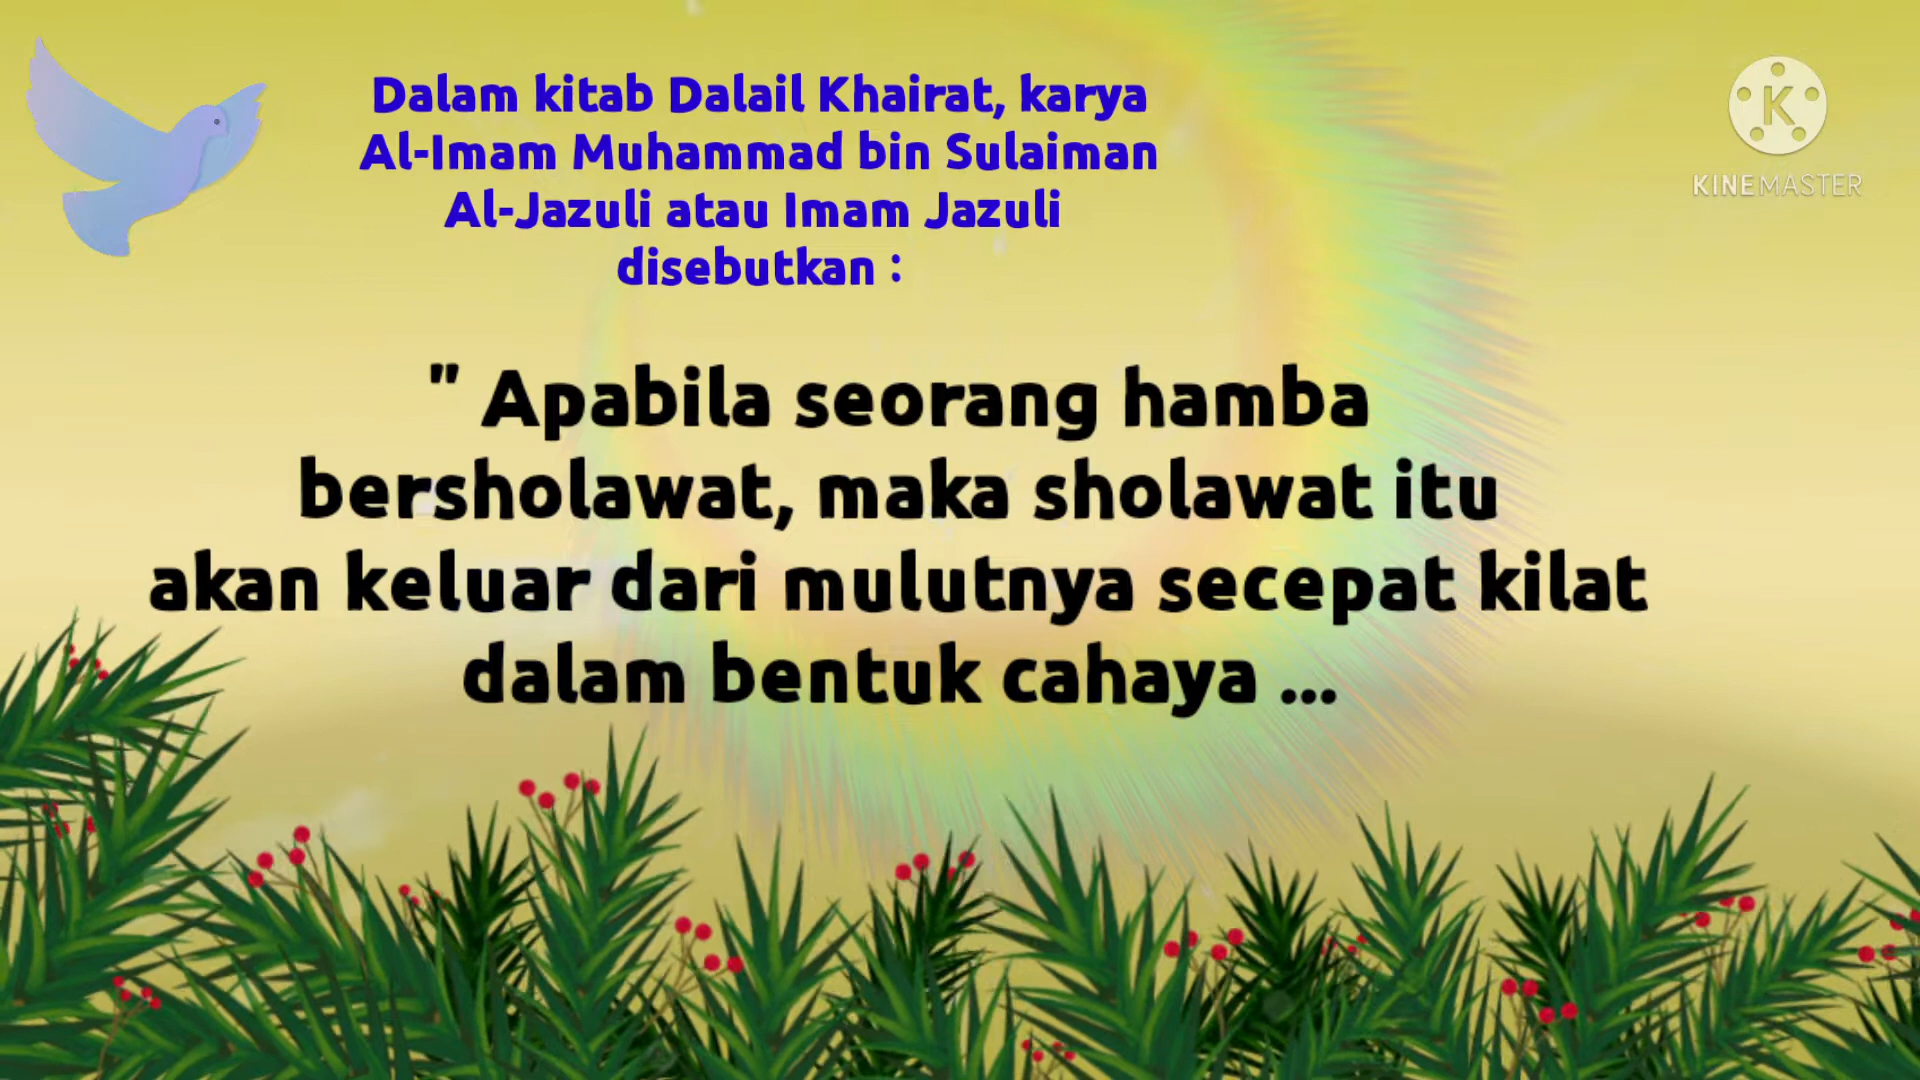 Dalam kitab Dalail Khairat, karya
Al-Imam Muhammad bin Sulaiman
Al-Jazuli atau Imam Jazuli
disebutkan :
" Apabila seorang hamba
bersholawat, maka sholawat itu
akan keluar dari mulutnya secepat kilat
dalam bentuk cahaya ...
K
KINEMASTER